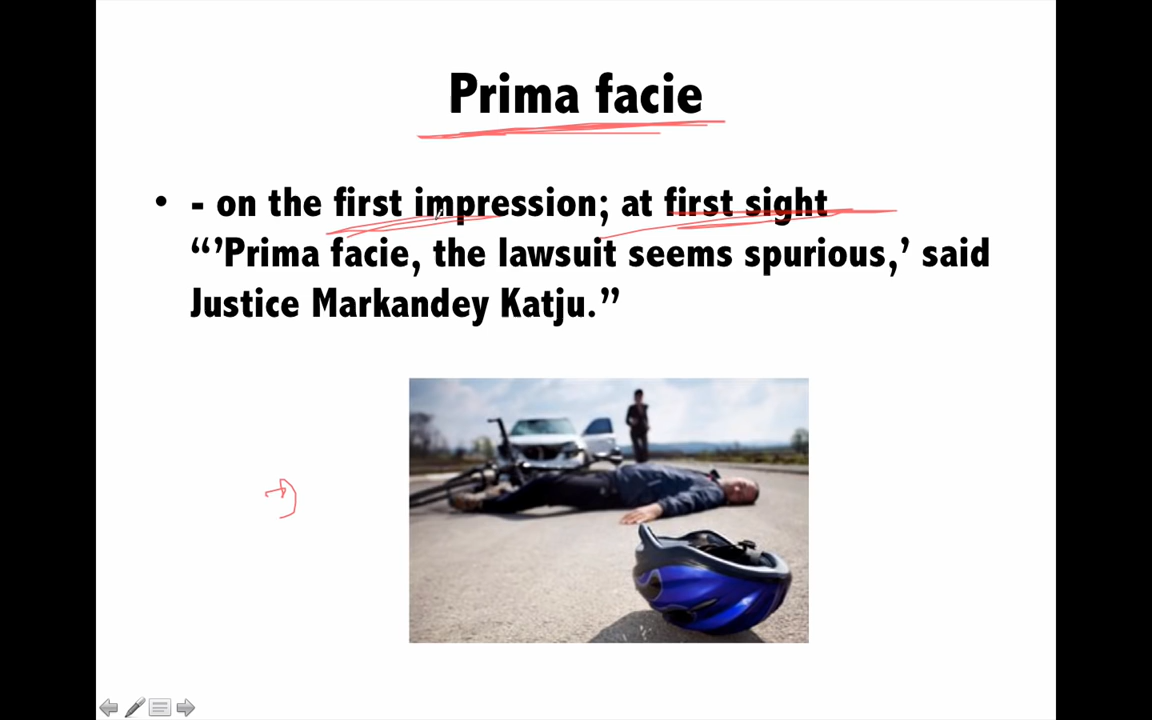 Prima facie
• - on the first impression; at first sight
“’Prima facie, the lawsuit seems spurious,’ said
Justice Markandey Katju.”